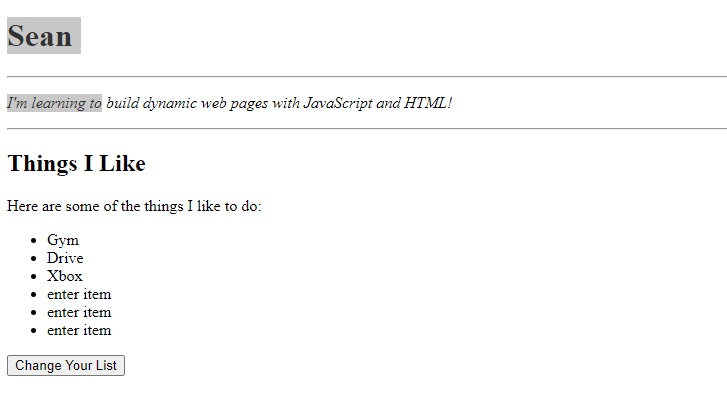 Sean
I'm learning to build dynamic web pages with JavaScript and HTML!
Things I Like
Here are some of the things I like to do:
Gym
Drive
Xbox
enter item
enter item
enter item
Change Your List